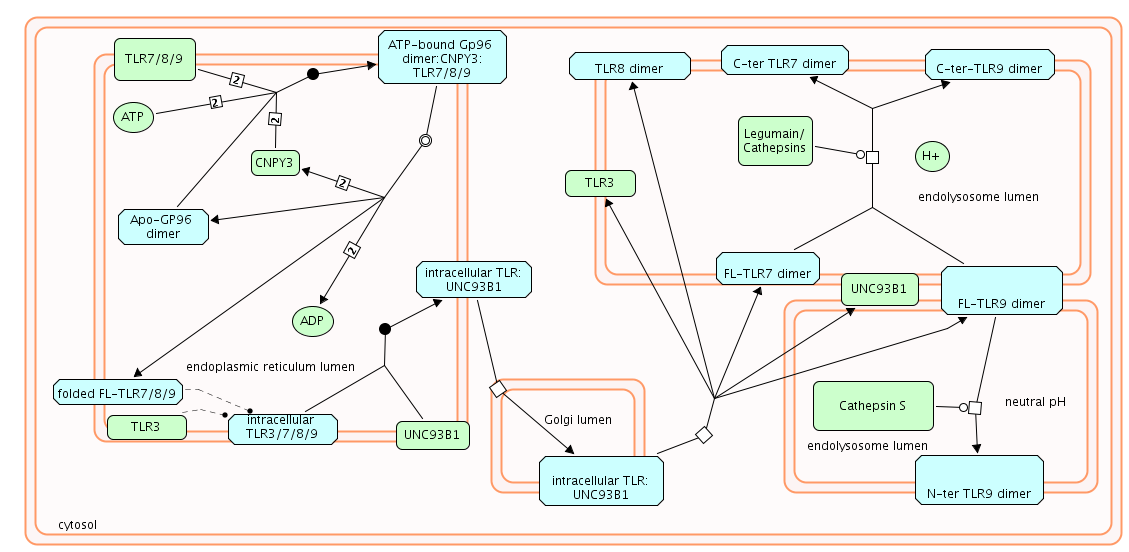 TLR7/8/9
ATP-bound Gp96
dimer:CNPY3:
TLR7/8/9
2
ATP
2
2
CNPY3
2
Apo-GP96
dimer
2
ADP
intracellular TLR:
UNC93B1
endoplasmic reticulum lumen
folded FL-TLR7/8/9
TLR3
intracellular
TLR3/7/8/9
UNC93B1
Golgi lumen
intracellular TLR:
UNC93B1
cytosol
TLR8 dimer
C-ter TLR7 dimer
C-ter-TLR9 dimer
Legumain/
Cathepsins
H+
TLR3
endolysosome lumen
FL-TLR7 dimer
UNC93B1
FL-TLR9 dimer
Cathepsin S
neutral pH
endolysosome lumen
N-ter TLR9 dimer